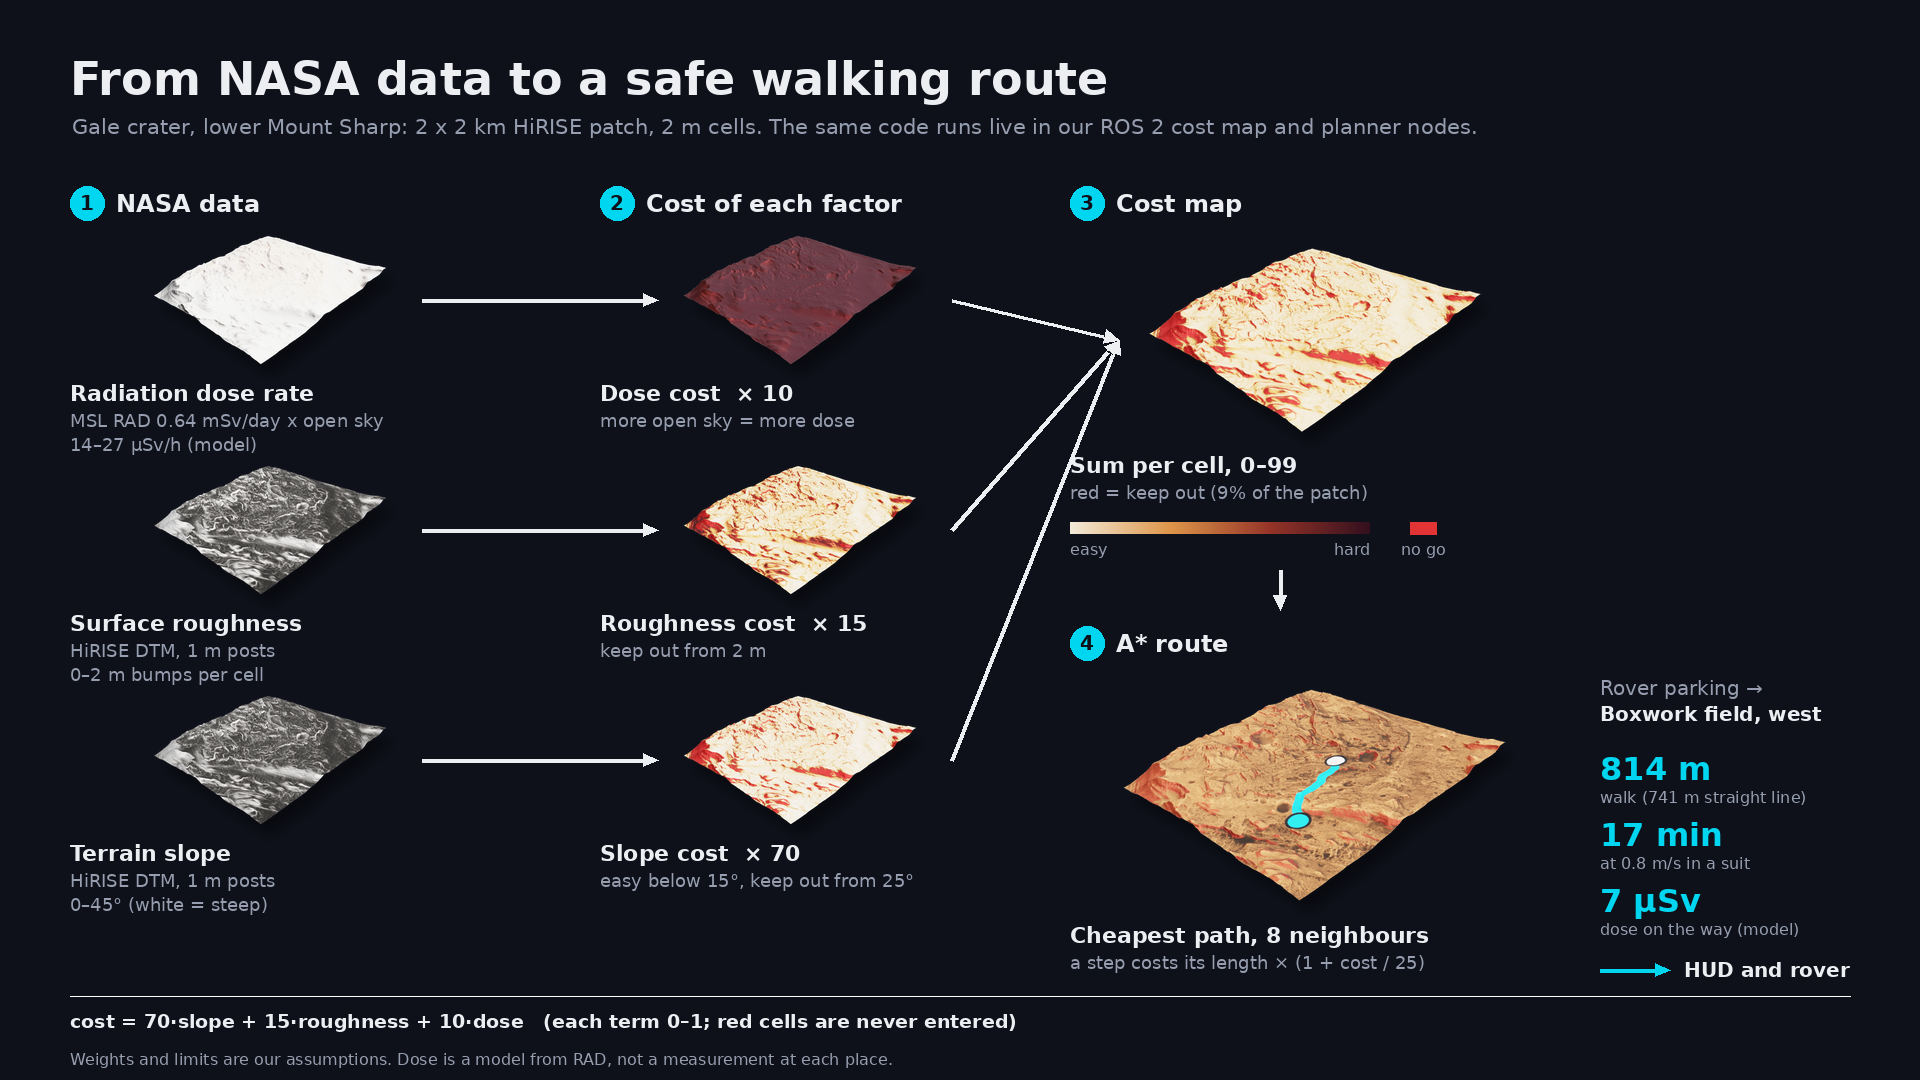 From NASA data to a safe walking route
Gale crater, lower Mount Sharp: 2 x 2 km HiRISE patch, 2 m cells. The same code runs live in our ROS 2 cost map and planner nodes.
1 NASA data
Radiation dose rate
MSL RAD 0.64 mSv/day x open sky
14–27 µSv/h (model)
Surface roughness
HiRISE DTM, 1 m posts
0–2 m bumps per cell
Terrain slope
HiRISE DTM, 1 m posts
0–45° (white = steep)
2 Cost of each factor
Dose cost × 10
more open sky = more dose
Roughness cost × 15
keep out from 2 m
Slope cost × 70
easy below 15°, keep out from 25°
3 Cost map
Sum per cell, 0–99
red = keep out (9% of the patch)
easy hard no go
4 A* route
Cheapest path, 8 neighbours
a step costs its length × (1 + cost / 25)
Rover parking →
Boxwork field, west
814 m
walk (741 m straight line)
17 min
at 0.8 m/s in a suit
7 µSv
dose on the way (model)
HUD and rover
cost = 70·slope + 15·roughness + 10·dose (each term 0–1; red cells are never entered)
Weights and limits are our assumptions. Dose is a model from RAD, not a measurement at each place.